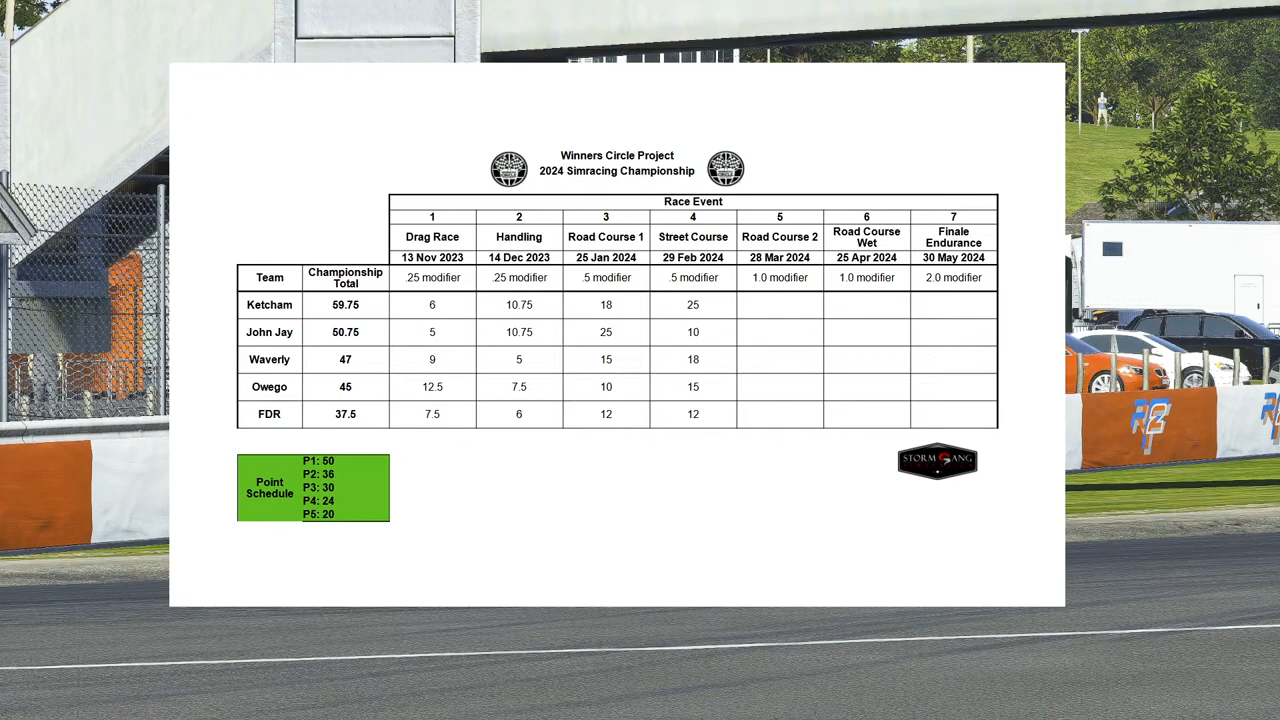 Winners Circle Project
2024 Simracing Championship
Race Event
1 2 3 4 5 6 7
Drag Race Handling Road Course 1 Street Course Road Course 2 Road Course Wet Finale Endurance
13 Nov 2023 14 Dec 2023 25 Jan 2024 29 Feb 2024 28 Mar 2024 25 Apr 2024 30 May 2024
Team Championship Total .25 modifier .25 modifier .5 modifier .5 modifier 1.0 modifier 1.0 modifier 2.0 modifier
Ketcham 59.75 6 10.75 18 25
John Jay 50.75 5 10.75 25 10
Waverly 47 9 5 15 18
Owego 45 12.5 7.5 10 15
FDR 37.5 7.5 6 12 12
Point Schedule
P1: 50
P2: 36
P3: 30
P4: 24
P5: 20
STORM GANG